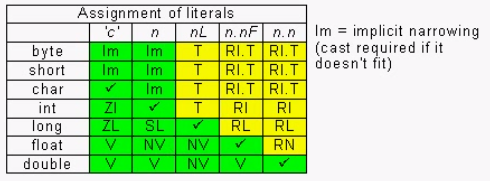 Assignment of literals
'c' n nL n.nF n.n
byte Im Im T RI.T RI.T
short Im Im T RI.T RI.T
char ✓ Im T RI.T RI.T
int ZI ✓ T RI RI
long ZL SL ✓ RL RL
float V NV NV ✓ RN
double V V NV V ✓
Im = implicit narrowing
(cast required if it
doesn't fit)